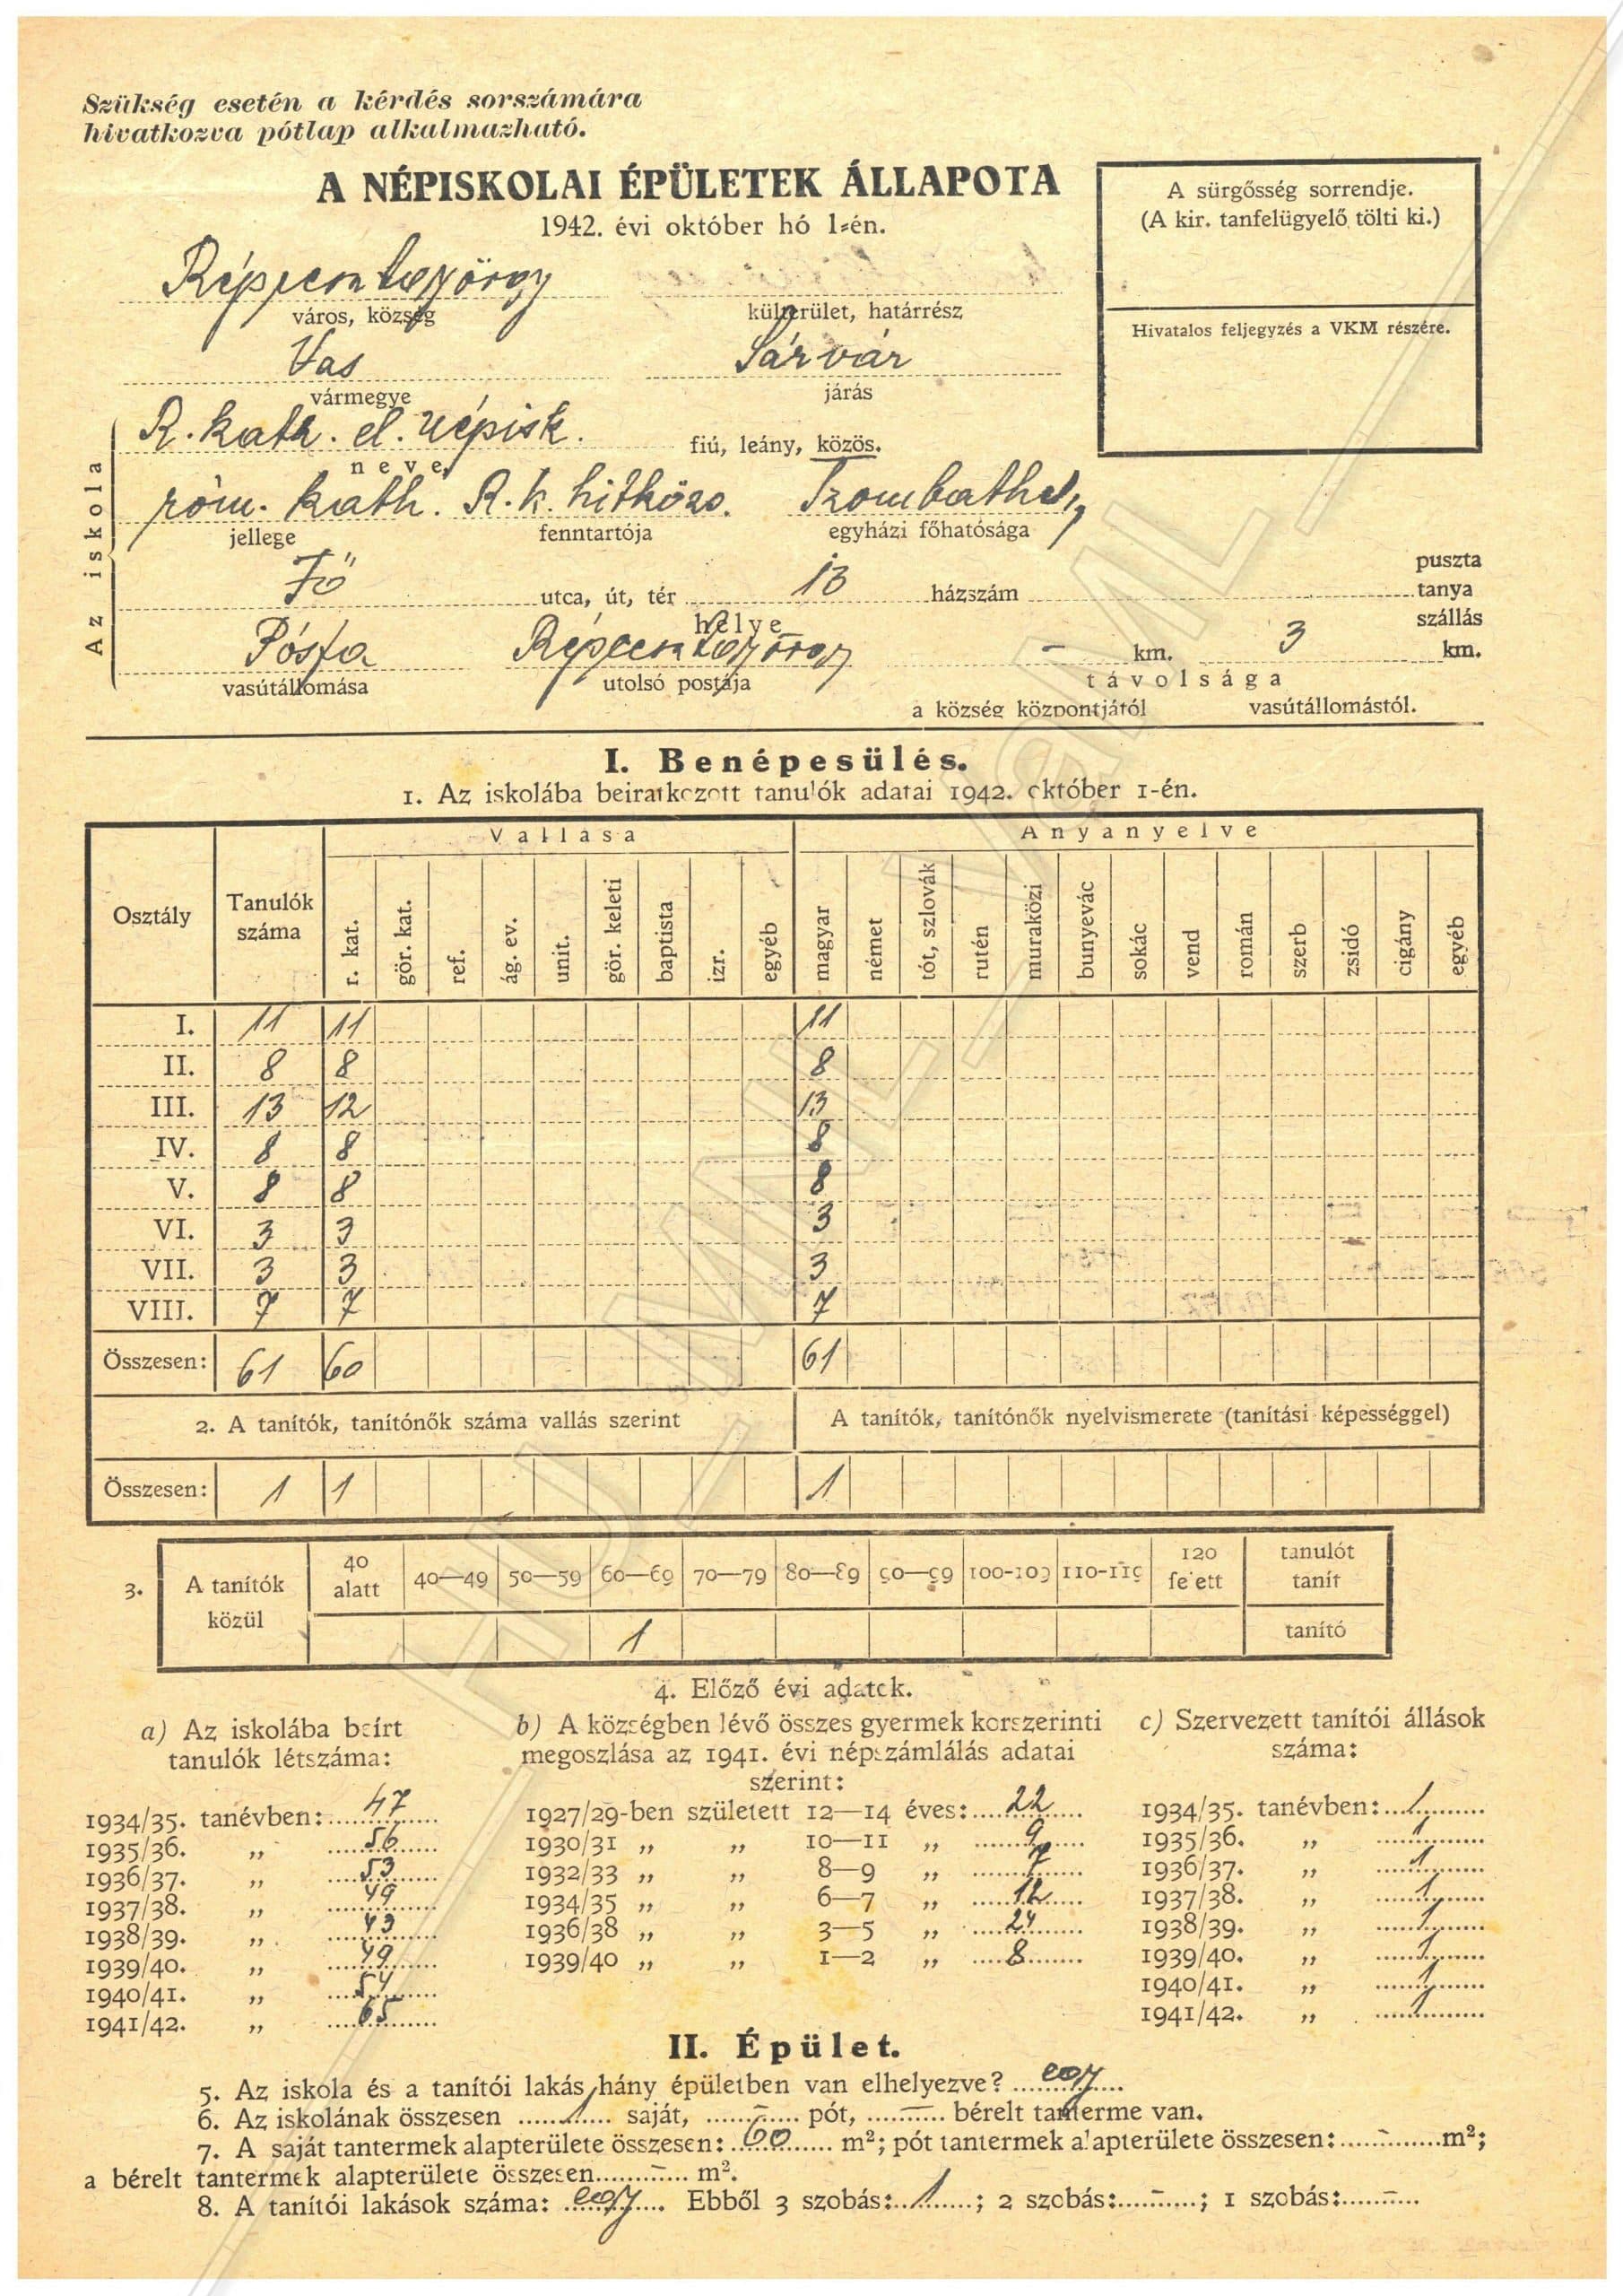 Szükség esetén a kérdés sorszámára
hivatkozva pótlap alkalmazható.
A NÉPISKOLAI ÉPÜLETEK ÁLLAPOTA
1942. évi október hó 1-én.
A sürgősség sorrendje.
(A kir. tanfelügyelő tölti ki.)
Hivatalos feljegyzés a VKM részére.
Répceszentgyörgy
város, község külterület, határrész
Vas Sárvár
vármegye járás
Az iskola
R. kath. el. népisk. fiú, leány, közös.
neve
róm. kath. R. k. hitközs. Szombathely
jellege fenntartója egyházi főhatósága
Fő utca, út, tér 13 házszám puszta tanya szállás
helye
Pósfa Répceszentgyörgy - km. 3 km.
vasútállomása utolsó postája távolsága
a község központjától vasútállomástól.
I. Benépesülés.
1. Az iskolába beiratkozott tanulók adatai 1942. október 1-én.
Vallása Anyanyelve
Osztály Tanulók száma r. kat. gör. kat. ref. ág. ev. unit. gör. keleti baptista izr. egyéb magyar német tót, szlovák rutén muraközi bunyevác sokác vend román szerb zsidó cigány egyéb
I. 11 11 11
II. 8 8 8
III. 13 12 13
IV. 8 8 8
V. 8 8 8
VI. 3 3 3
VII. 3 3 3
VIII. 7 7 7
Összesen: 61 60 61
2. A tanítók, tanítónők száma vallás szerint A tanítók, tanítónők nyelvismerete (tanítási képességgel)
Összesen: 1 1 1
3. A tanítók közül 40 alatt 40—49 50—59 60—69 70—79 80—89 90—99 100-109 110-119 120 felett tanulót tanít
1 tanító
4. Előző évi adatok.
a) Az iskolába beírt
tanulók létszáma:
1934/35. tanévben: 47
1935/36. „ 56
1936/37. „ 53
1937/38. „ 49
1938/39. „ 43
1939/40. „ 49
1940/41. „ 54
1941/42. „ 65
b) A községben lévő összes gyermek korszerinti
megoszlása az 1941. évi népszámlálás adatai
szerint:
1927/29-ben született 12—14 éves: 22
1930/31 „ „ 10—11 „ 9
1932/33 „ „ 8—9 „ 7
1934/35 „ „ 6—7 „ 12
1936/38 „ „ 3—5 „ 24
1939/40 „ „ 1—2 „ 8
c) Szervezett tanítói állások
száma:
1934/35. tanévben: 1
1935/36. „ 1
1936/37. „ 1
1937/38. „ 1
1938/39. „ 1
1939/40. „ 1
1940/41. „ 1
1941/42. „ 1
II. Épület.
5. Az iskola és a tanítói lakás hány épületben van elhelyezve? egy
6. Az iskolának összesen 1 saját, - pót, - bérelt tanterme van.
7. A saját tantermek alapterülete összesen: 60 m²; pót tantermek alapterülete összesen: - m²;
a bérelt tantermek alapterülete összesen - m².
8. A tanítói lakások száma: egy. Ebből 3 szobás: 1; 2 szobás: -; 1 szobás: -